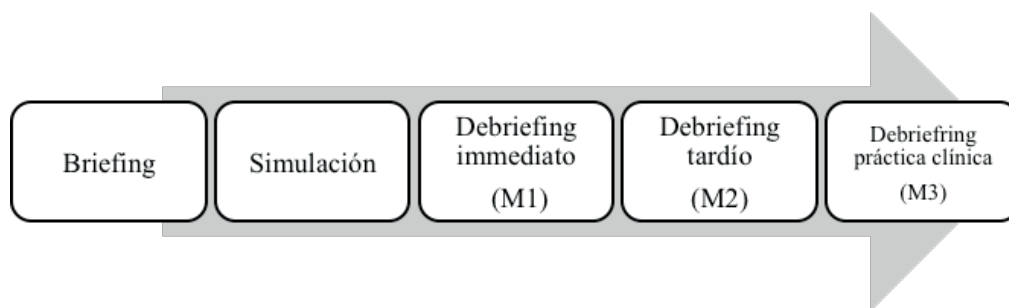 Briefing
Simulación
Debriefing
immediato
(M1)
Debriefing
tardío
(M2)
Debriefring
práctica clínica
(M3)